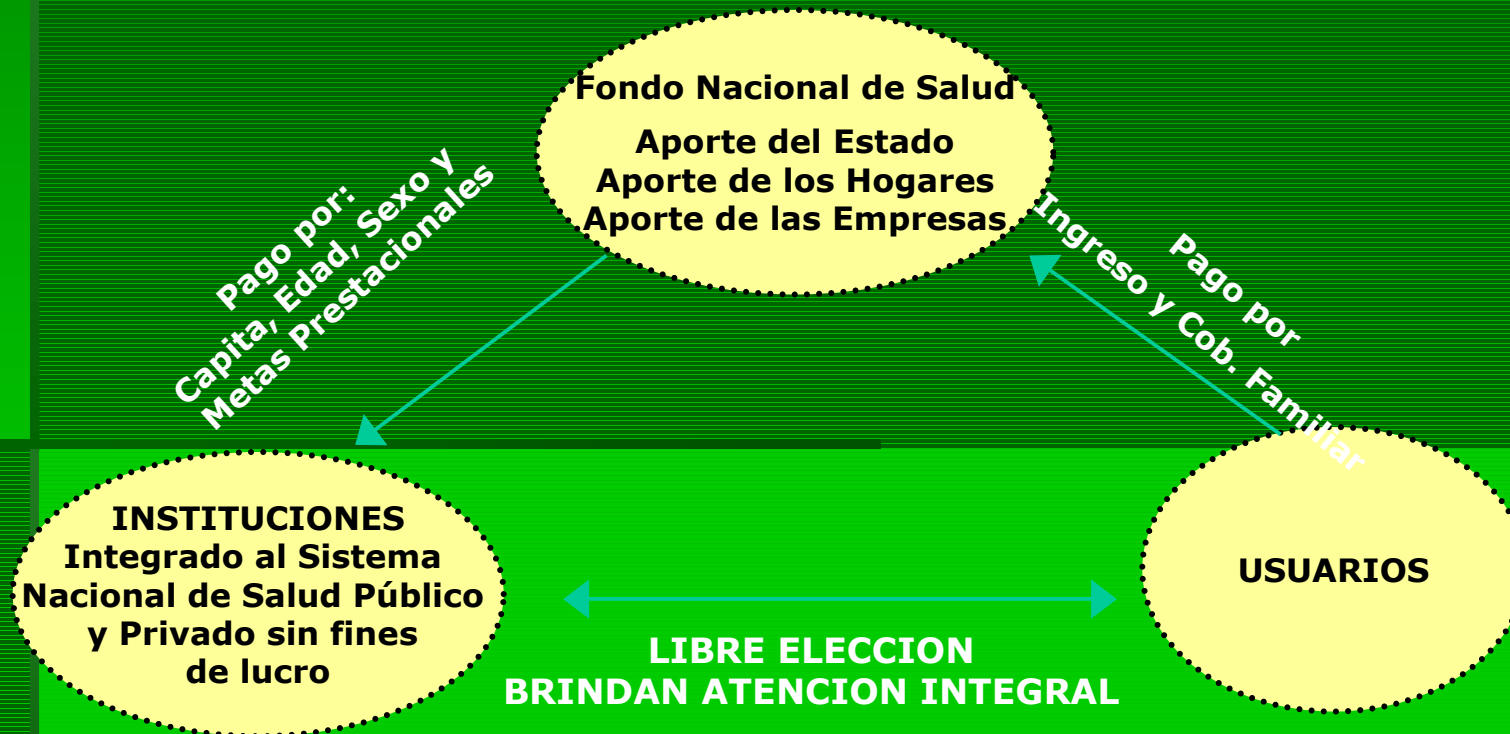 Fondo Nacional de Salud
Aporte del Estado
Aporte de los Hogares
Aporte de las Empresas
Pago por:
Capita, Edad, Sexo y
Metas Prestacionales
Pago por
Ingreso y Cob. Familiar
INSTITUCIONES
Integrado al Sistema
Nacional de Salud Público
y Privado sin fines
de lucro
USUARIOS
LIBRE ELECCION
BRINDAN ATENCION INTEGRAL